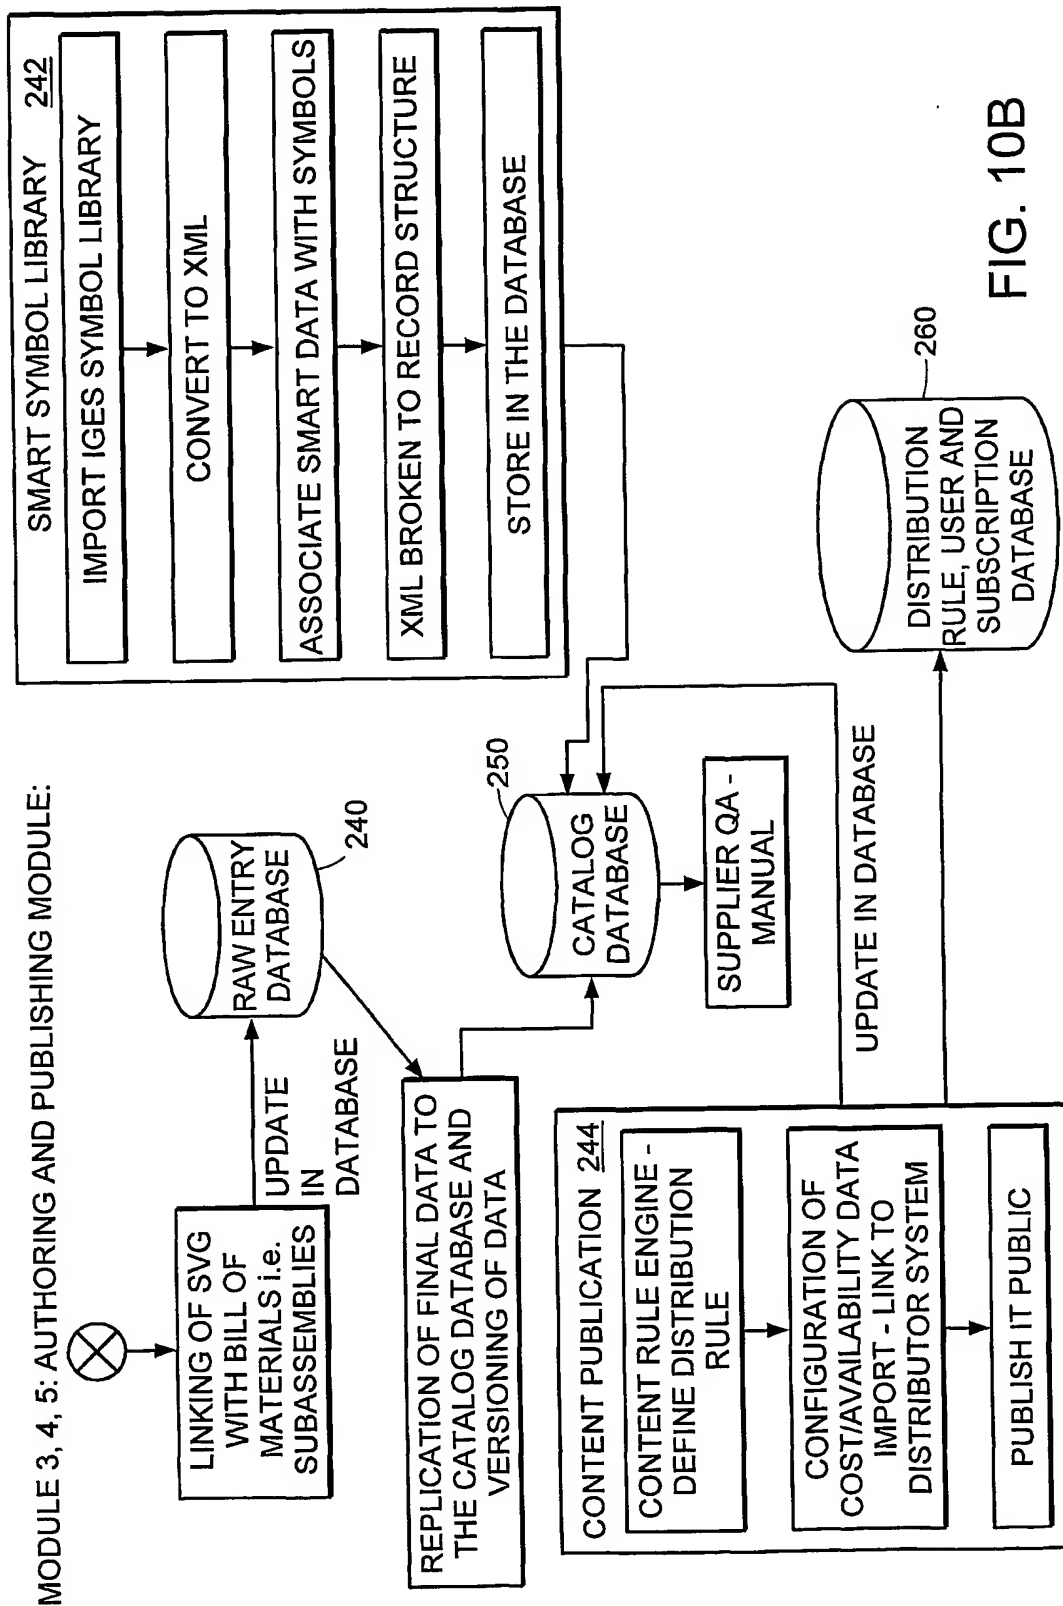 MODULE 3, 4, 5: AUTHORING AND PUBLISHING MODULE:
LINKING OF SVG
WITH BILL OF
MATERIALS i.e.
SUBASSEMBLIES
UPDATE
IN
DATABASE
RAW ENTRY
DATABASE
240
REPLICATION OF FINAL DATA TO
THE CATALOG DATABASE AND
VERSIONING OF DATA
SMART SYMBOL LIBRARY 242
IMPORT IGES SYMBOL LIBRARY
CONVERT TO XML
ASSOCIATE SMART DATA WITH SYMBOLS
XML BROKEN TO RECORD STRUCTURE
STORE IN THE DATABASE
250
CATALOG
DATABASE
SUPPLIER QA -
MANUAL
CONTENT PUBLICATION 244
CONTENT RULE ENGINE -
DEFINE DISTRIBUTION
RULE
CONFIGURATION OF
COST/AVAILABILITY DATA
IMPORT - LINK TO
DISTRIBUTOR SYSTEM
PUBLISH IT PUBLIC
UPDATE IN DATABASE
260
DISTRIBUTION
RULE, USER AND
SUBSCRIPTION
DATABASE
FIG. 10B